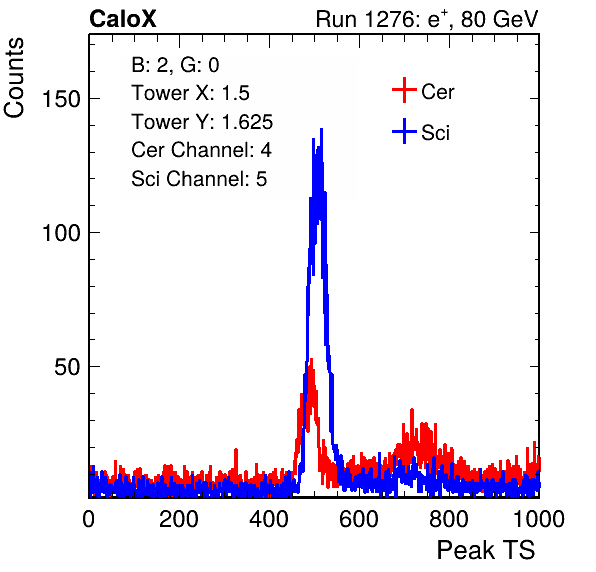 CaloX Run 1276: e⁺, 80 GeV
Counts
B: 2, G: 0
Tower X: 1.5
Tower Y: 1.625
Cer Channel: 4
Sci Channel: 5
Cer
Sci
150
100
50
0 200 400 600 800 1000
Peak TS